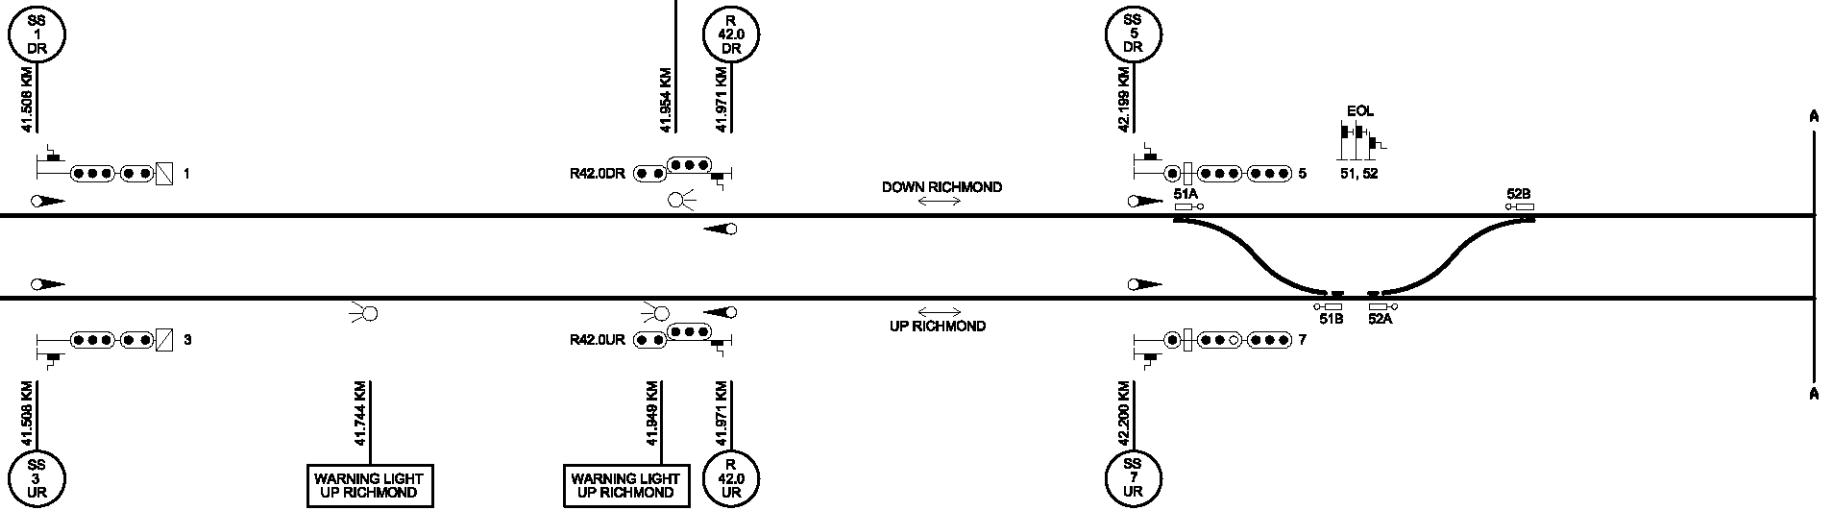 SS
1
DR
R
42.0
DR
SS
5
DR
41.508 KM
41.954 KM
41.971 KM
42.199 KM
EOL
A
1
R42.0DR
5
51, 52
DOWN RICHMOND
51A
52B
UP RICHMOND
51B
52A
3
R42.0UR
7
41.508 KM
41.744 KM
41.949 KM
41.971 KM
42.200 KM
A
SS
3
UR
WARNING LIGHT
UP RICHMOND
WARNING LIGHT
UP RICHMOND
R
42.0
UR
SS
7
UR